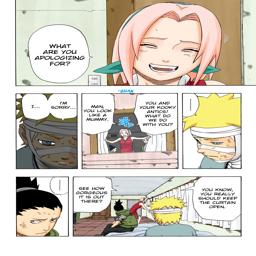 WHAT
ARE YOU
APOLOGIZING
FOR?
I...
I'M
SORRY...
MAN,
YOU LOOK
LIKE A
MUMMY.
YOU AND
YOUR KOOKY
ANTICS!
WHAT DO
WE DO
WITH YOU?
SEE HOW
GORGEOUS
IT IS OUT
THERE?
YOU KNOW,
YOU REALLY
SHOULD KEEP
THE CURTAIN
OPEN.